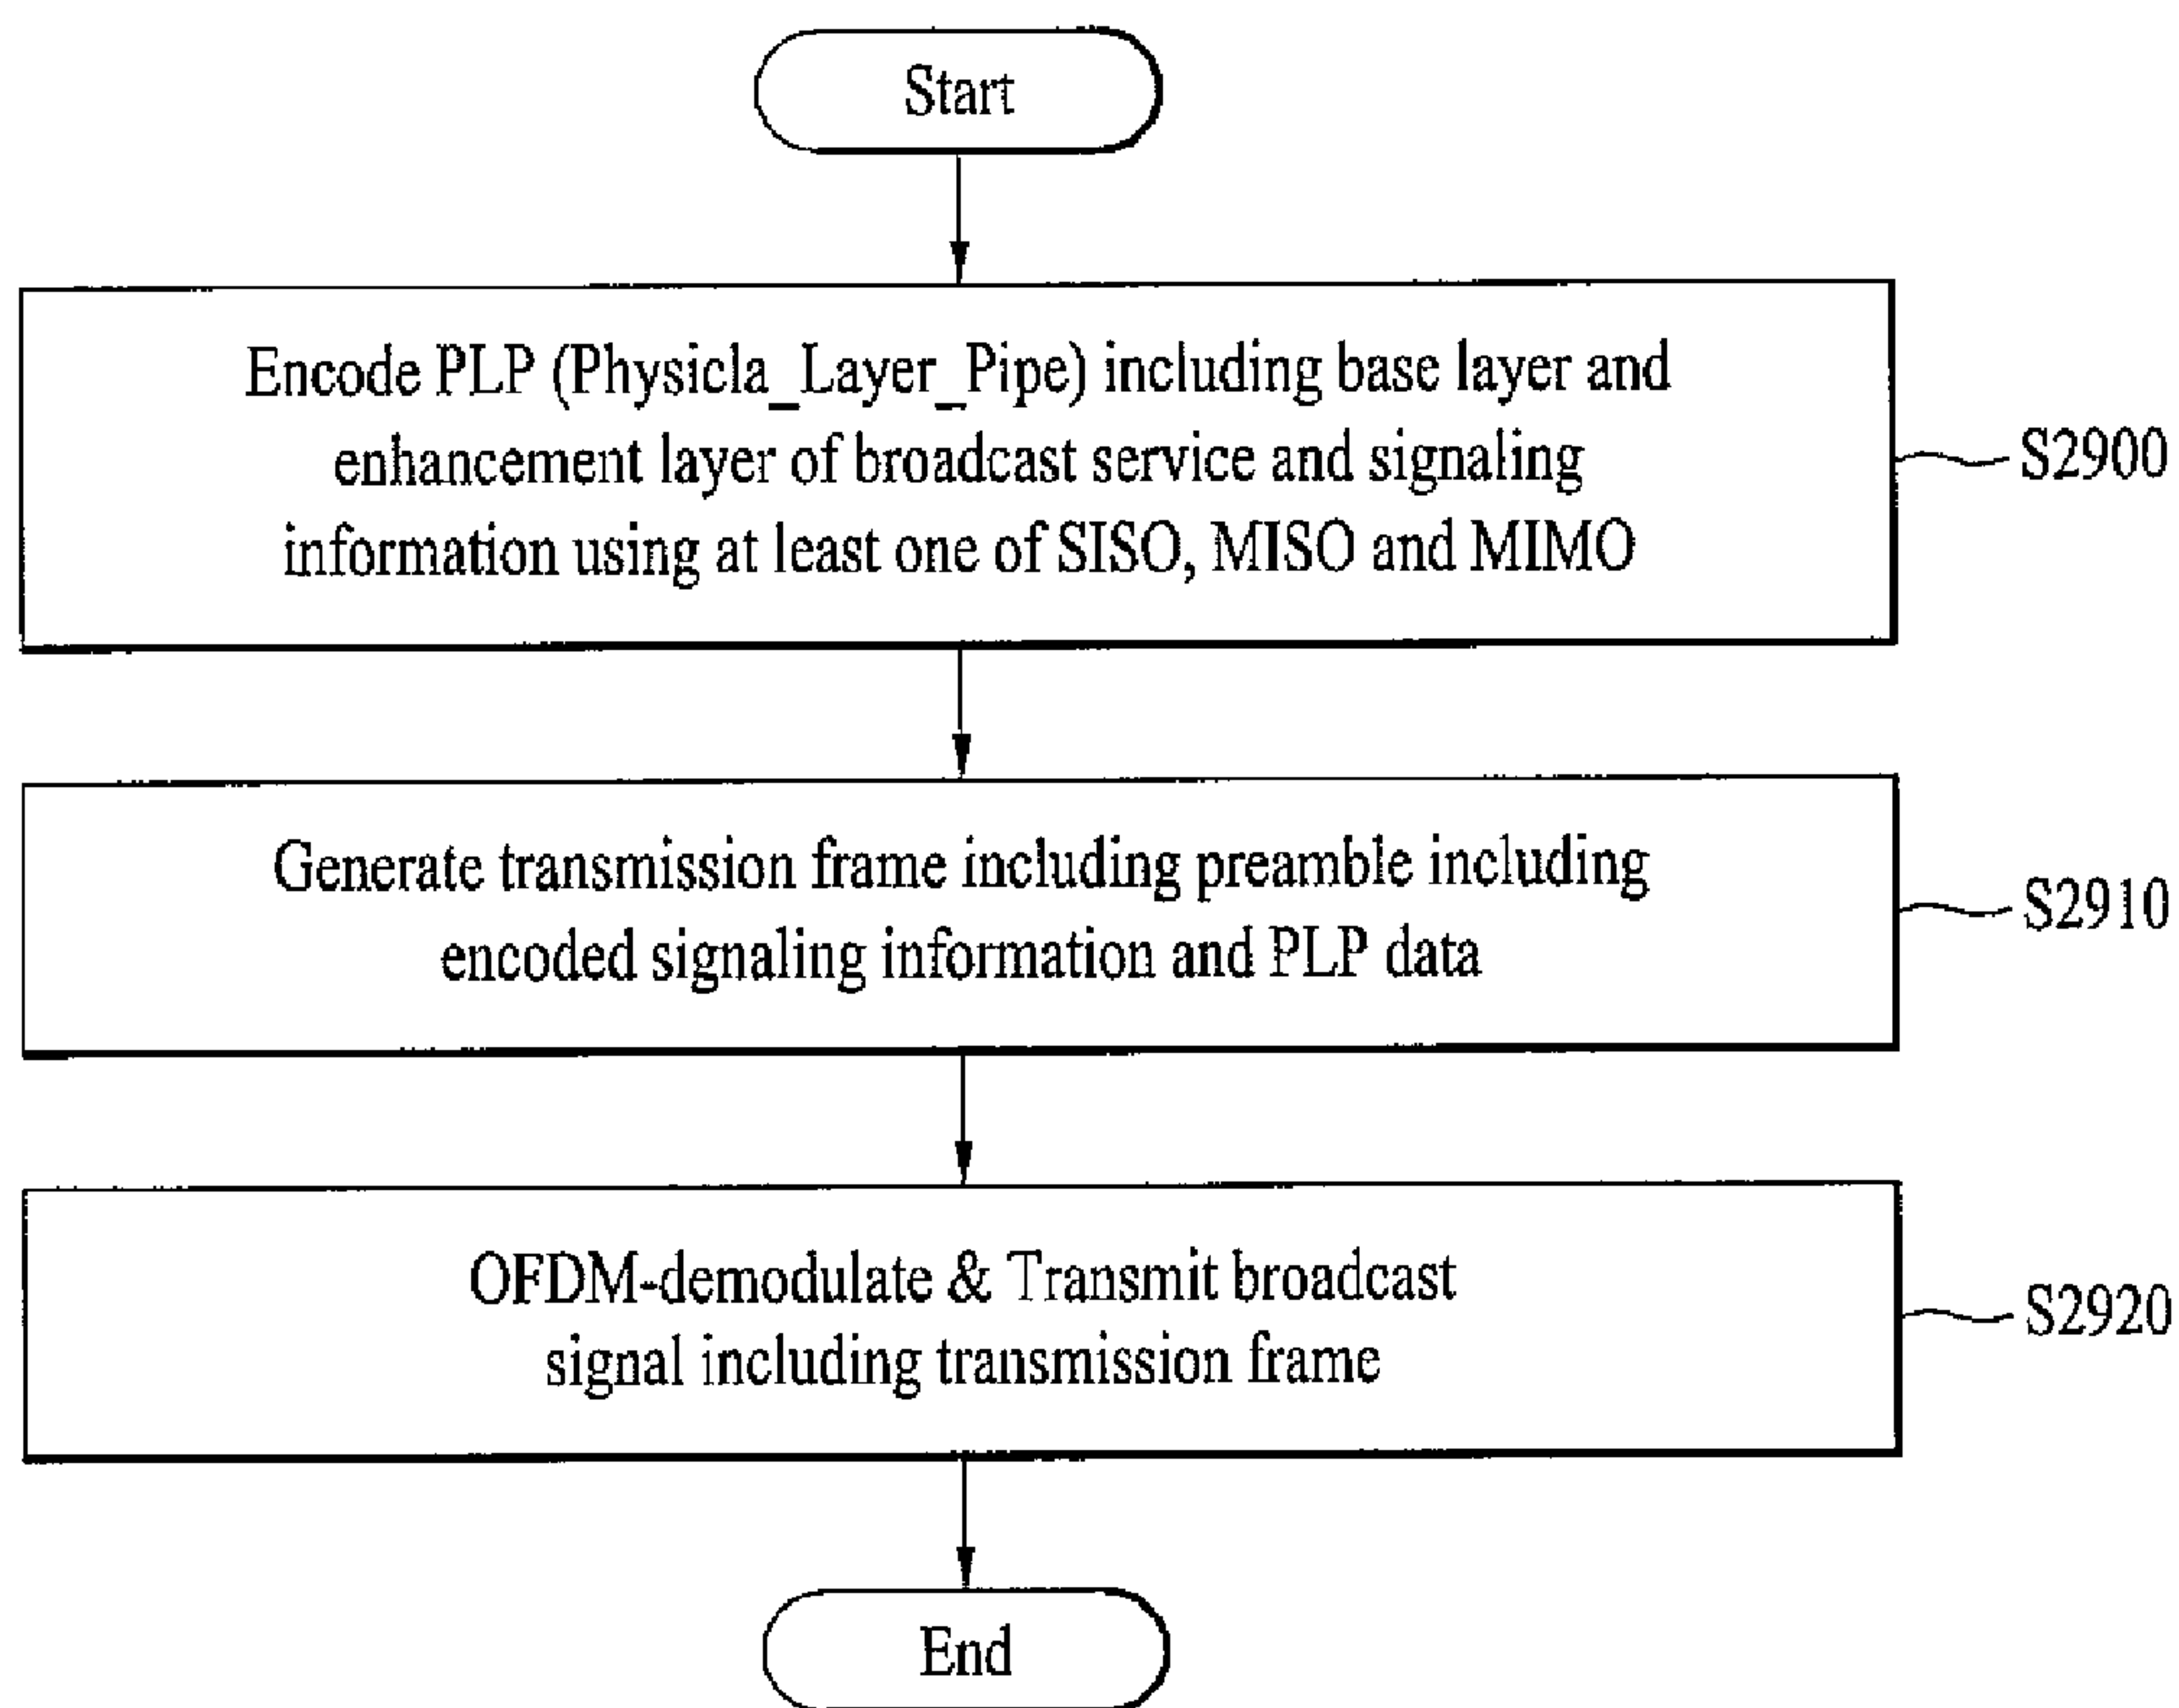 Start
Encode PLP (Physicla_Layer_Pipe) including base layer and
enhancement layer of broadcast service and signaling
information using at least one of SISO, MISO and MIMO
S2900
Generate transmission frame including preamble including
encoded signaling information and PLP data
S2910
OFDM-demodulate & Transmit broadcast
signal including transmission frame
S2920
End